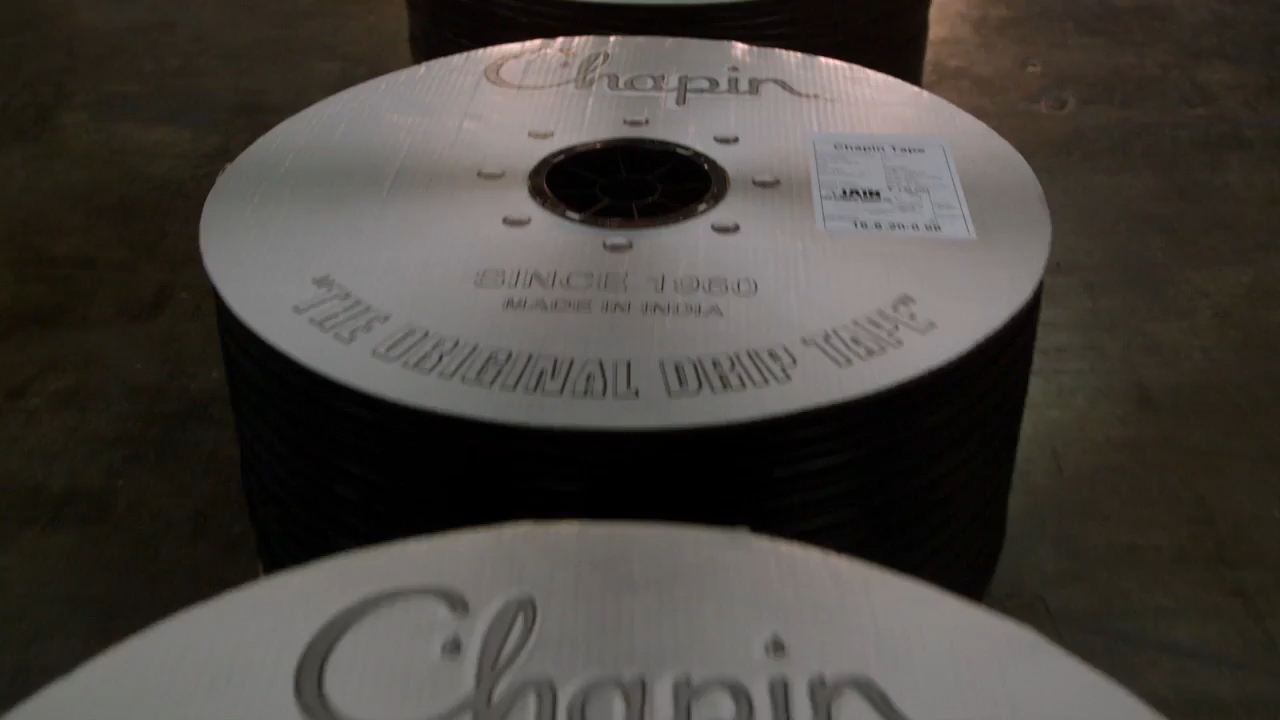 Chapin
Chapin Tape
JAIN
SINCE 1960
MADE IN INDIA
"THE ORIGINAL DRIP TAPE"
Chapin